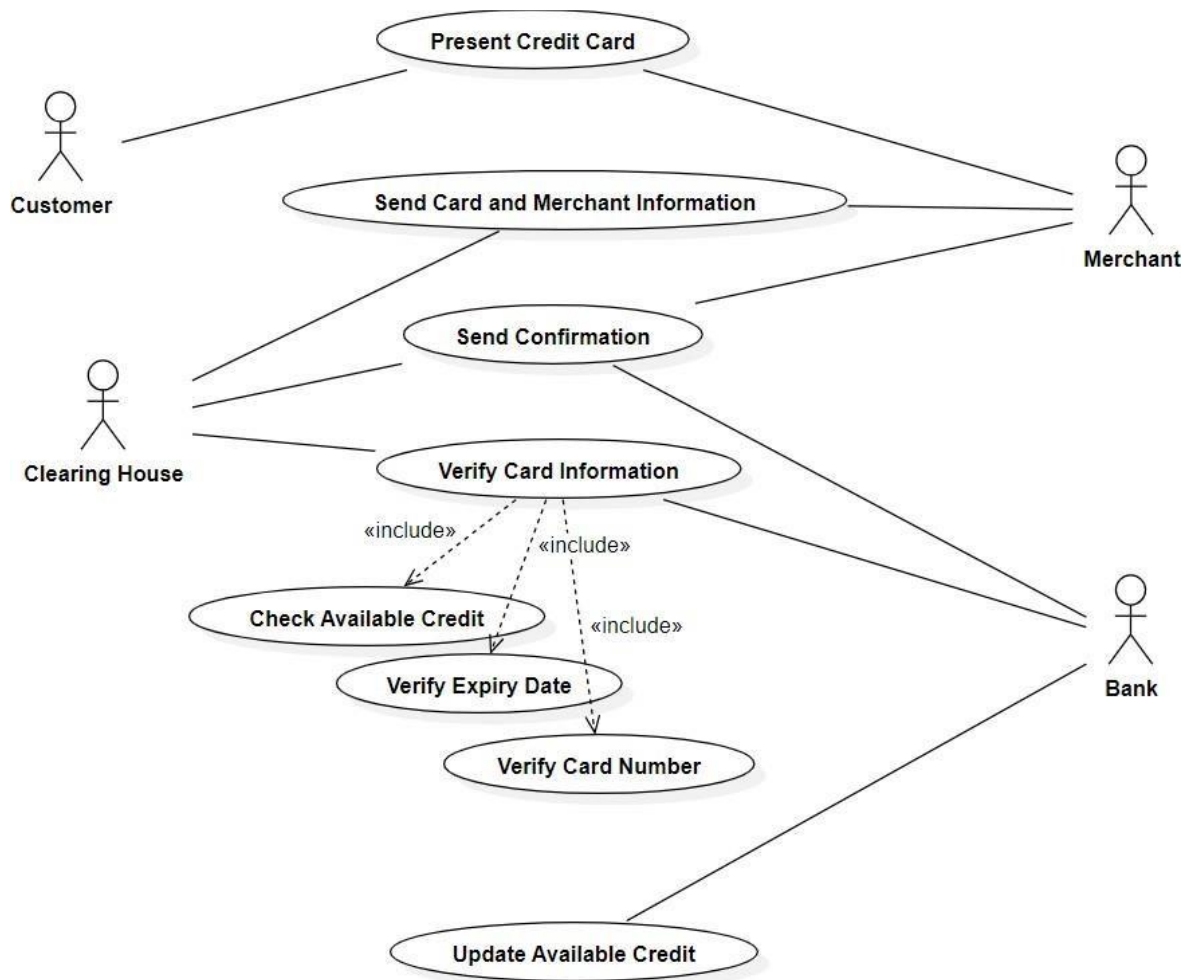 Present Credit Card
Customer
Send Card and Merchant Information
Merchant
Send Confirmation
Clearing House
Verify Card Information
«include»
«include»
Check Available Credit
«include»
Verify Expiry Date
Bank
Verify Card Number
Update Available Credit